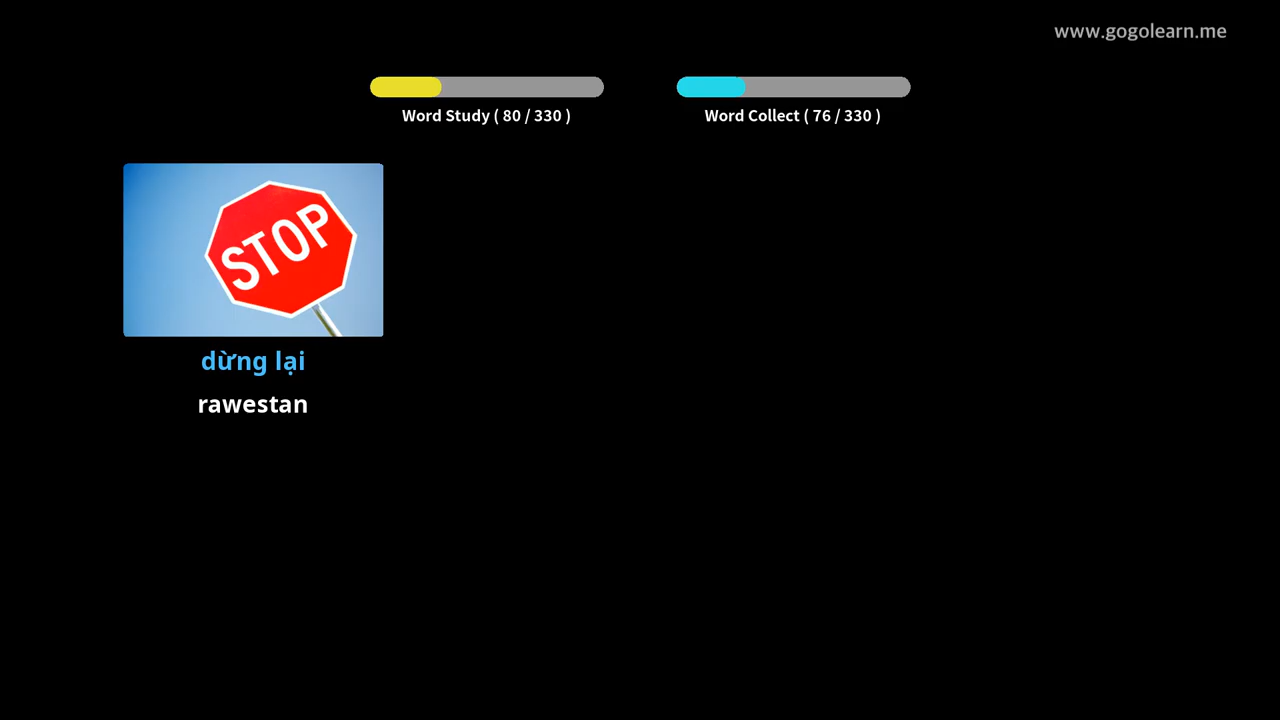 www.gogolearn.me
Word Study ( 80 / 330 )
Word Collect ( 76 / 330 )
STOP
dừng lại
rawestan